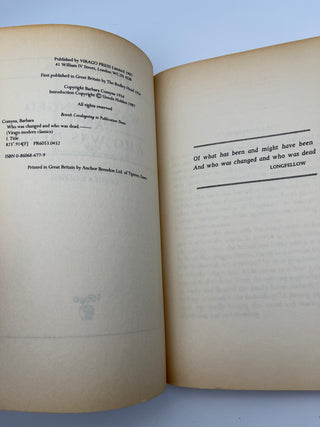 Published by VIRAGO PRESS Limited 1987
41 William IV Street, London WC2N 4DB
First published in Great Britain by The Bodley Head 1954
Copyright Barbara Comyns 1954
Introduction Copyright © Ursula Holden 1987
All rights reserved
British Cataloguing in Publication Data
Comyns, Barbara
Who was changed and who was dead.———
(Virago modern classics)
I. Title
823'.914[F] PR6053.O452
ISBN 0-86068-677-9
Printed in Great Britain by Anchor Brendon Ltd. of Tiptree, Essex
Of what has been and might have been
And who was changed and who was dead
LONGFELLOW